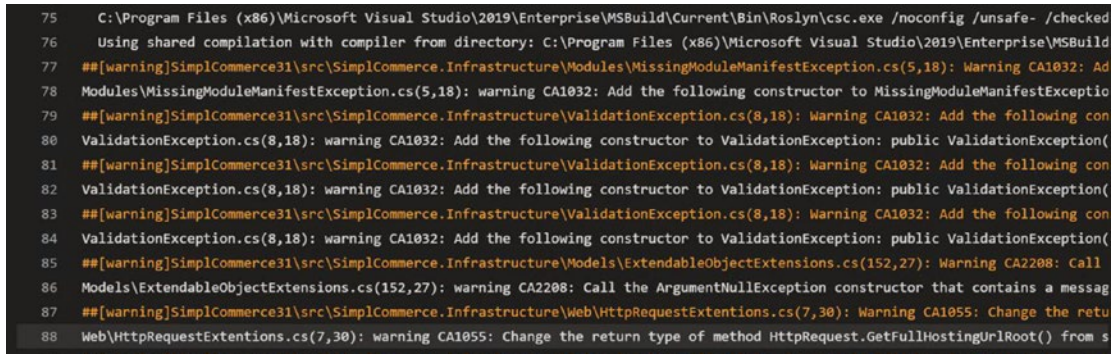 75 C:\Program Files (x86)\Microsoft Visual Studio\2019\Enterprise\MSBuild\Current\Bin\Roslyn\csc.exe /noconfig /unsafe- /checked
76 Using shared compilation with compiler from directory: C:\Program Files (x86)\Microsoft Visual Studio\2019\Enterprise\MSBuild
77 ##[warning]SimplCommerce31\src\SimplCommerce.Infrastructure\Modules\MissingModuleManifestException.cs(5,18): Warning CA1032: Ad
78 Modules\MissingModuleManifestException.cs(5,18): warning CA1032: Add the following constructor to MissingModuleManifestExceptio
79 ##[warning]SimplCommerce31\src\SimplCommerce.Infrastructure\ValidationException.cs(8,18): Warning CA1032: Add the following con
80 ValidationException.cs(8,18): warning CA1032: Add the following constructor to ValidationException: public ValidationException(
81 ##[warning]SimplCommerce31\src\SimplCommerce.Infrastructure\ValidationException.cs(8,18): Warning CA1032: Add the following con
82 ValidationException.cs(8,18): warning CA1032: Add the following constructor to ValidationException: public ValidationException(
83 ##[warning]SimplCommerce31\src\SimplCommerce.Infrastructure\ValidationException.cs(8,18): Warning CA1032: Add the following con
84 ValidationException.cs(8,18): warning CA1032: Add the following constructor to ValidationException: public ValidationException(
85 ##[warning]SimplCommerce31\src\SimplCommerce.Infrastructure\Models\ExtendableObjectExtensions.cs(152,27): Warning CA2208: Call
86 Models\ExtendableObjectExtensions.cs(152,27): warning CA2208: Call the ArgumentNullException constructor that contains a messag
87 ##[warning]SimplCommerce31\src\SimplCommerce.Infrastructure\Web\HttpRequestExtentions.cs(7,30): Warning CA1055: Change the retu
88 Web\HttpRequestExtentions.cs(7,30): warning CA1055: Change the return type of method HttpRequest.GetFullHostingUrlRoot() from s